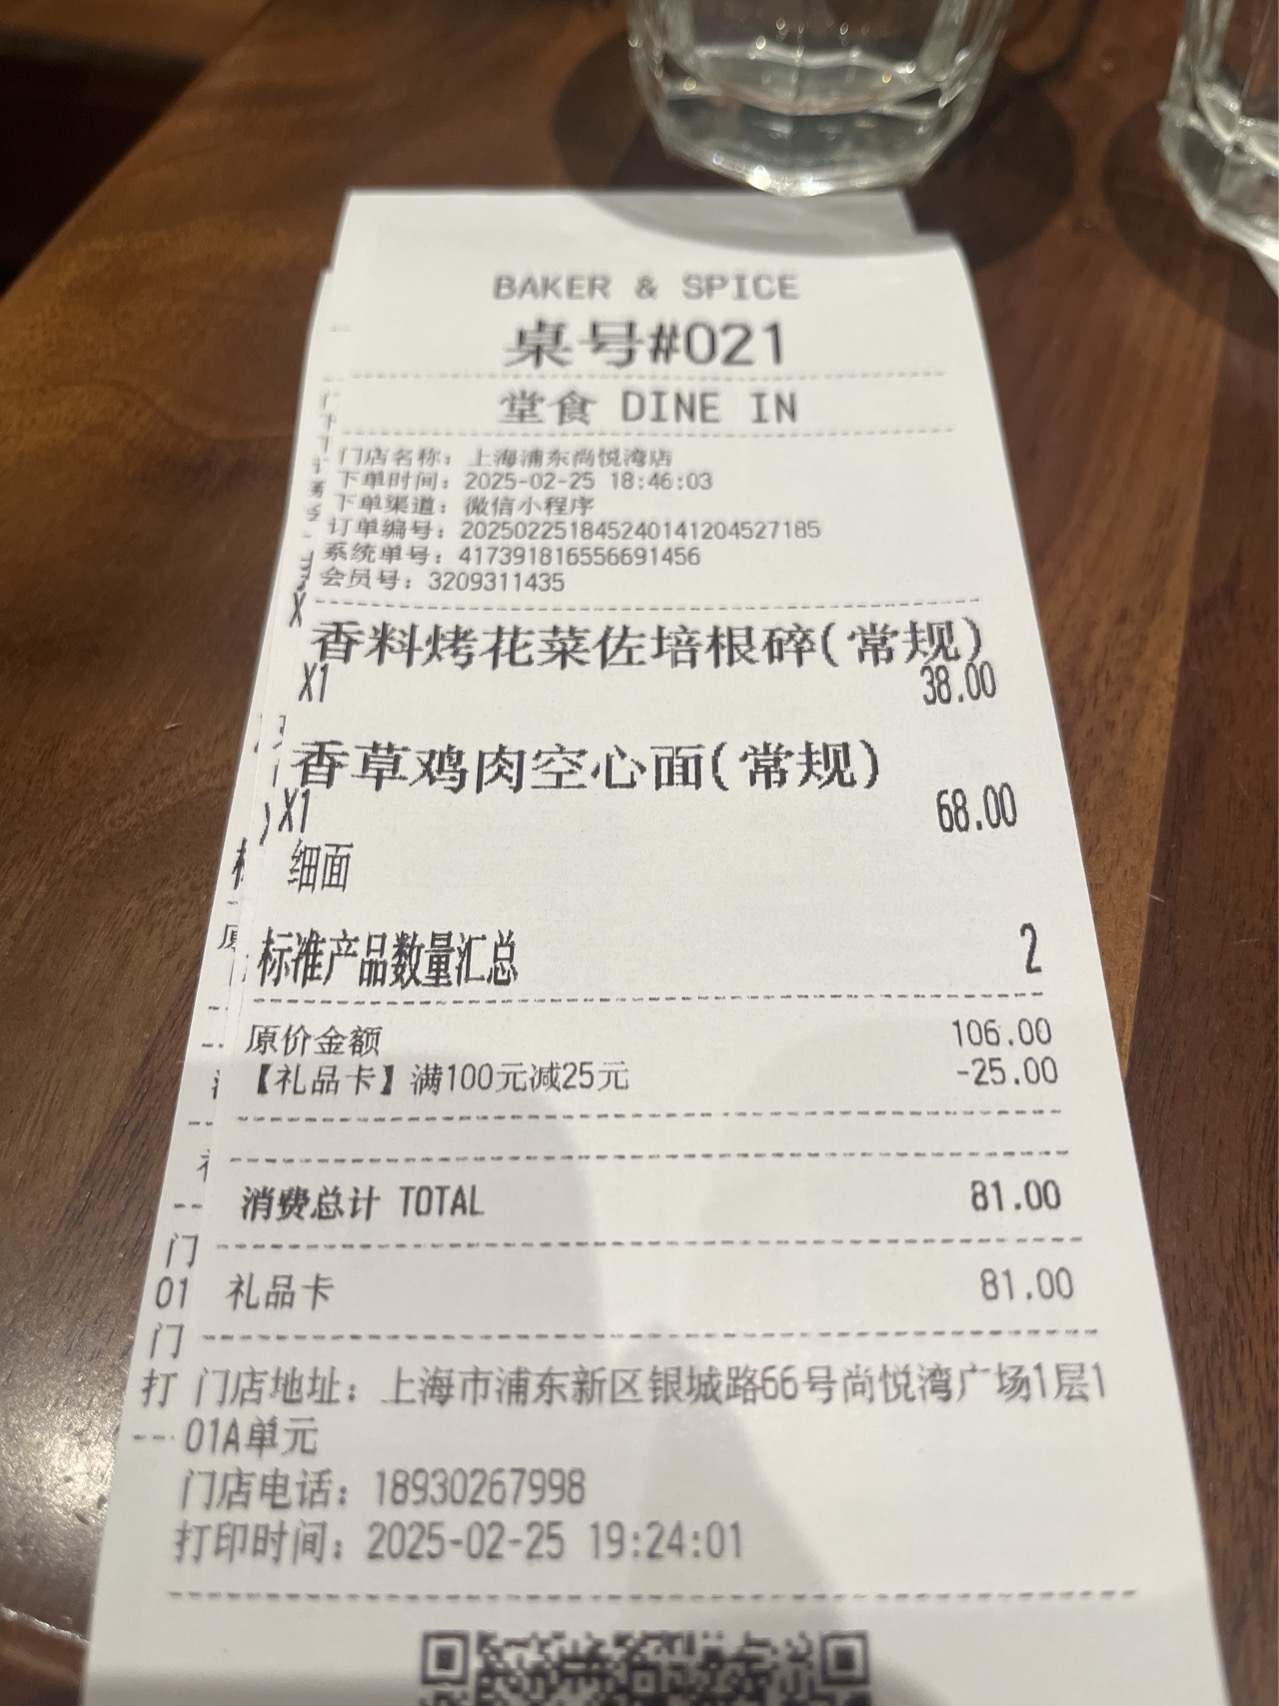 BAKER & SPICE
桌号#021
堂食 DINE IN
门店名称：上海浦东尚悦湾店
下单时间：2025-02-25 18:46:03
下单渠道：微信小程序
订单编号：20250225184524014120​4527185
系统单号：417391816556691456
会员号：3209311435
香料烤花菜佐培根碎(常规)
X1 38.00
香草鸡肉空心面(常规)
X1 68.00
细面
标准产品数量汇总 2
原价金额 106.00
【礼品卡】满100元减25元 -25.00
消费总计 TOTAL 81.00
礼品卡 81.00
门店地址：上海市浦东新区银城路66号尚悦湾广场1层1
01A单元
门店电话：18930267998
打印时间：2025-02-25 19:24:01
门
01
门
打